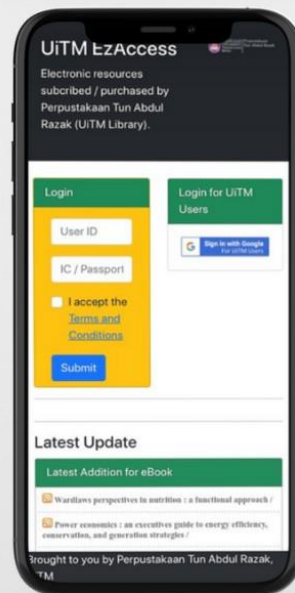 UiTM EzAccess
Electronic resources
subcribed / purchased by
Perpustakaan Tun Abdul
Razak (UiTM Library).
Login
User ID
IC / Passport
I accept the
Terms and
Conditions
Submit
Login for UiTM
Users
G Sign in with Google
For UiTM Users
Latest Update
Latest Addition for eBook
Wardlaws perspectives in nutrition : a functional approach /
Power economics : an executives guide to energy efficiency,
conservation, and generation strategies /
Brought to you by Perpustakaan Tun Abdul Razak,